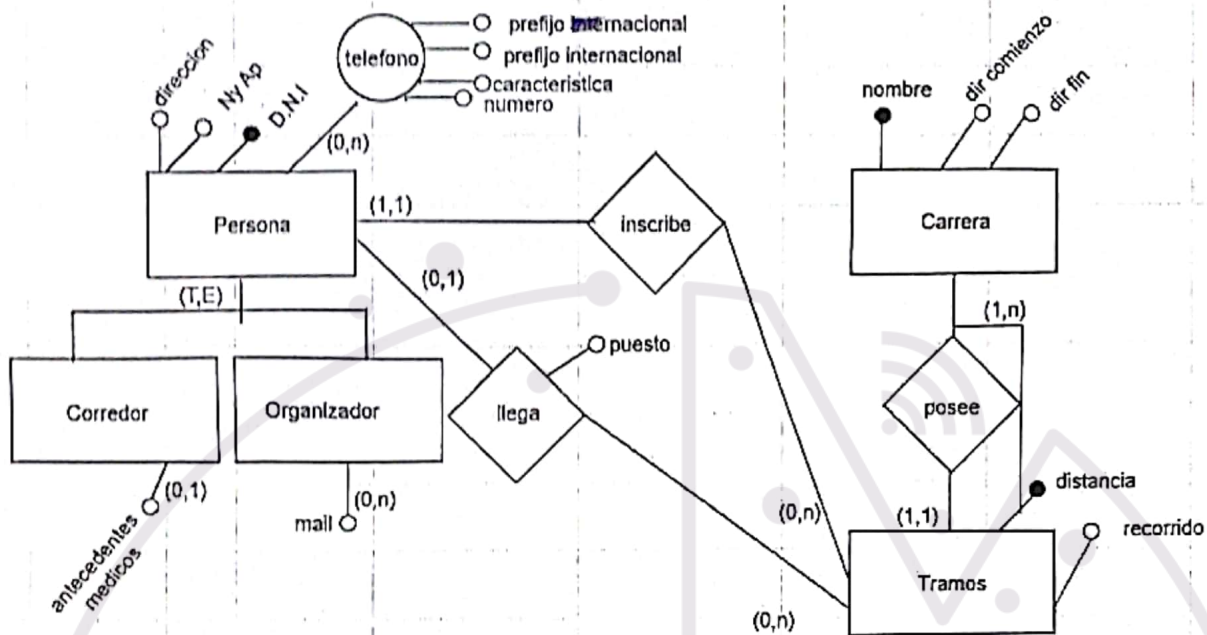 prefijo internacional
prefijo internacional
caracteristica
numero
telefono
direccion
Ny Ap
D.N.I
(0,n)
nombre
dir comienzo
dir fin
Persona
(1,1)
inscribe
Carrera
(T,E)
(0,1)
(1,n)
puesto
Corredor
Organizador
llega
posee
(0,1)
antecedentes
medicos
(0,n)
mail
(0,n)
(1,1)
distancia
recorrido
Tramos
(0,n)